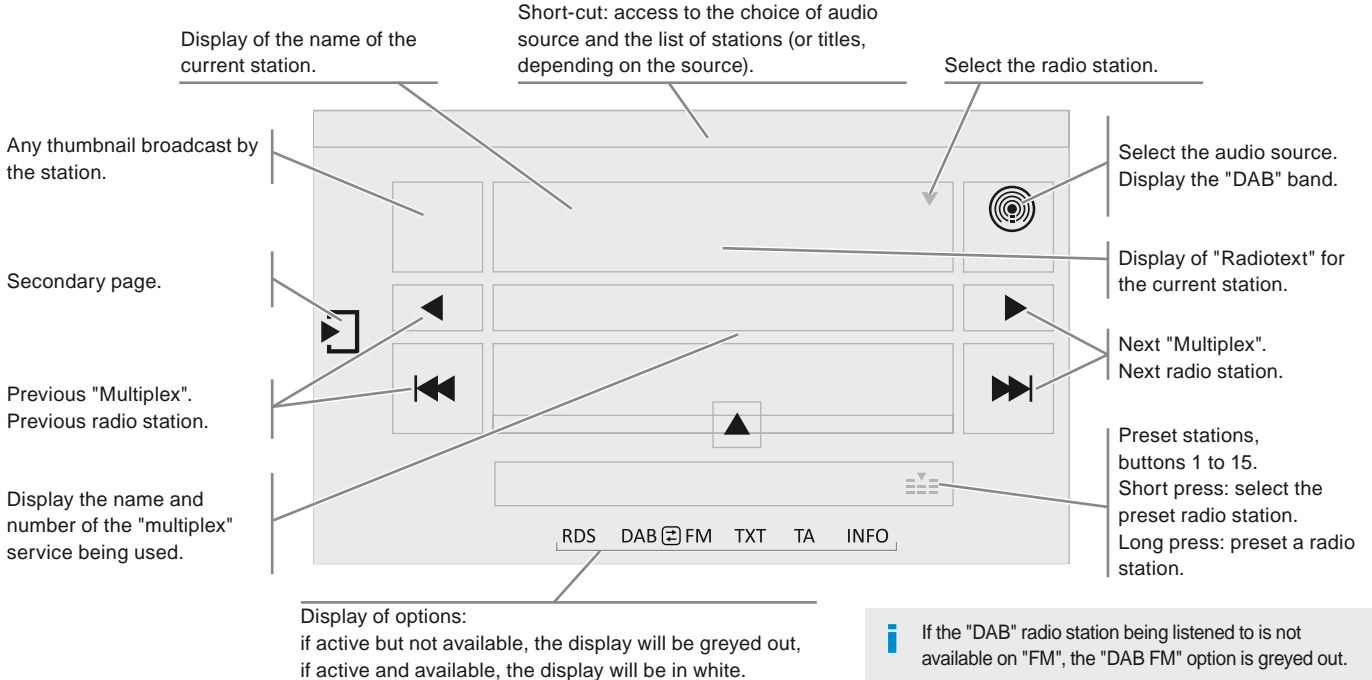 Short-cut: access to the choice of audio
source and the list of stations (or titles,
depending on the source).
Display of the name of the
current station.
Select the radio station.
Any thumbnail broadcast by
the station.
Select the audio source.
Display the "DAB" band.
Secondary page.
Display of "Radiotext" for
the current station.
Previous "Multiplex".
Previous radio station.
Next "Multiplex".
Next radio station.
Display the name and
number of the "multiplex"
service being used.
Preset stations,
buttons 1 to 15.
Short press: select the
preset radio station.
Long press: preset a radio
station.
RDS DAB FM TXT TA INFO
Display of options:
if active but not available, the display will be greyed out,
if active and available, the display will be in white.
i
If the "DAB" radio station being listened to is not
available on "FM", the "DAB FM" option is greyed out.